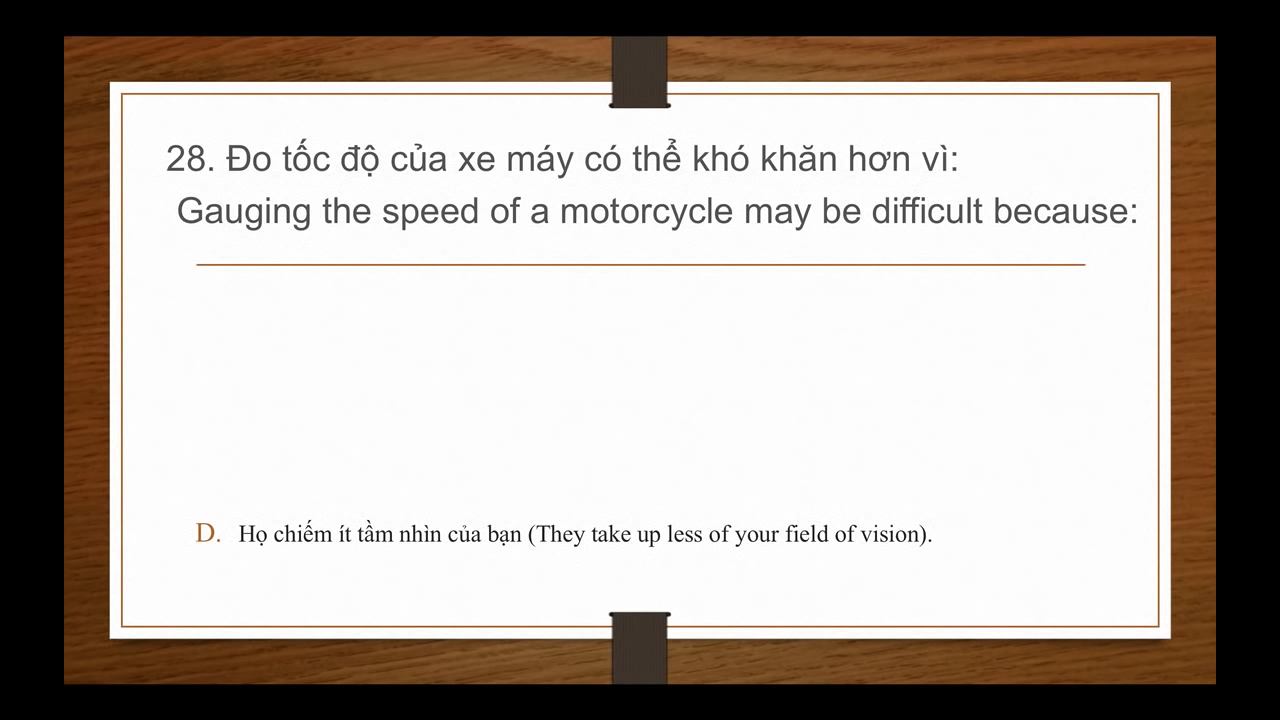 28. Đo tốc độ của xe máy có thể khó khăn hơn vì:
Gauging the speed of a motorcycle may be difficult because:
D. Họ chiếm ít tầm nhìn của bạn (They take up less of your field of vision).